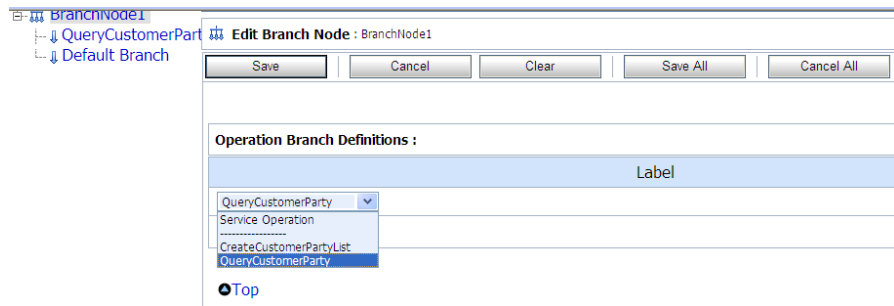 BranchNode1
QueryCustomerPart
Default Branch
Edit Branch Node : BranchNode1
Save Cancel Clear Save All Cancel All
Operation Branch Definitions :
Label
QueryCustomerParty
Service Operation
-----------------
CreateCustomerPartyList
QueryCustomerParty
Top